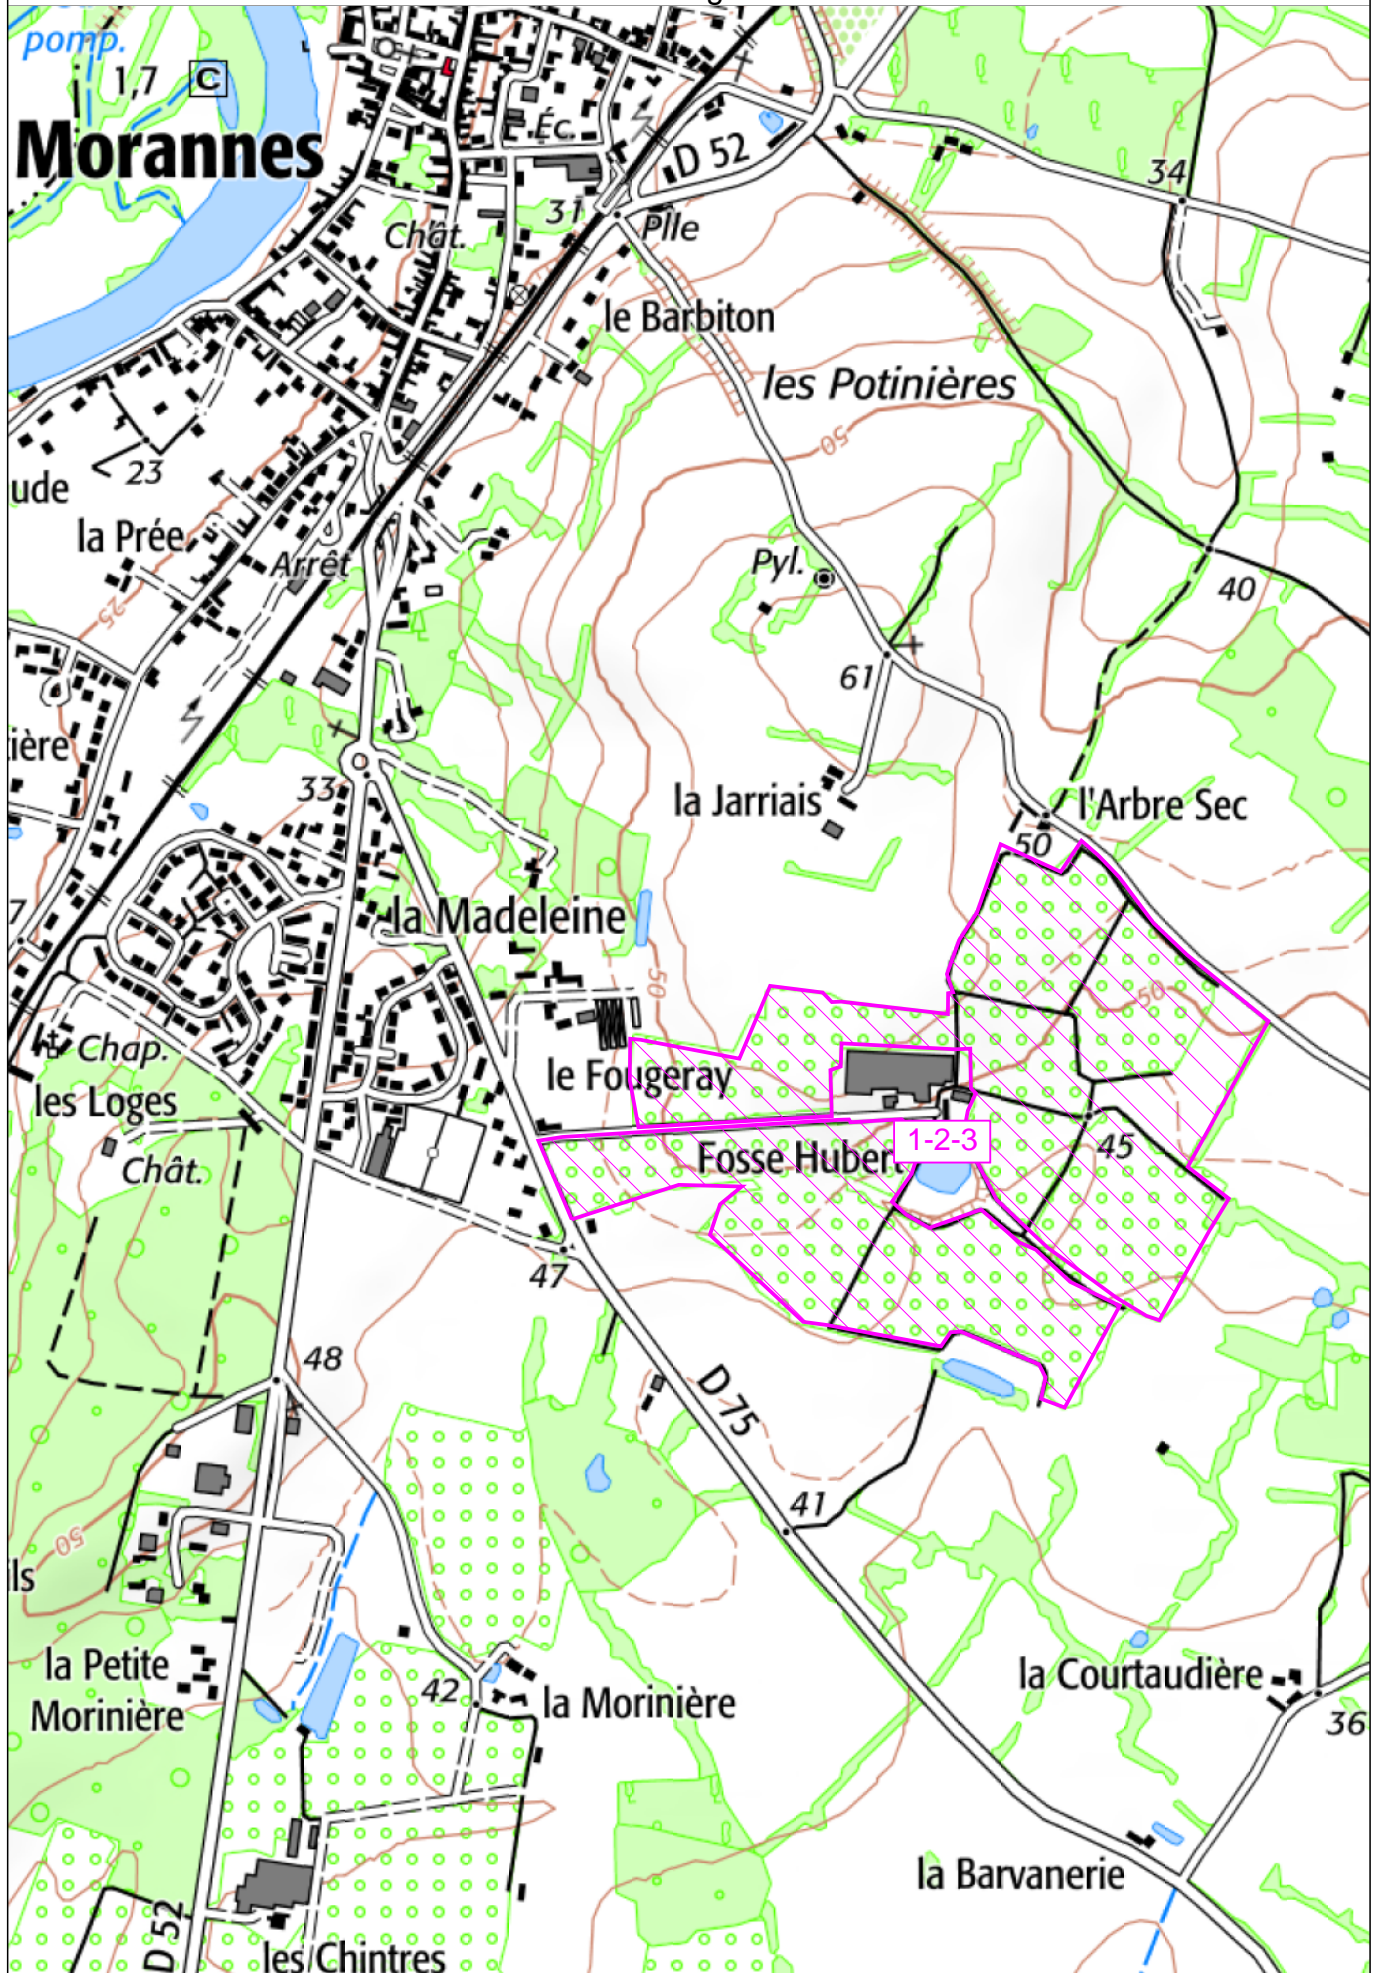 pomp.
1,7
C
Morannes
Éc.
D 52
34
31
Plle
Chât.
le Barbiton
les Potinières
50
23
ude
la Prée
Arrêt
Pyl.
40
25
61
ière
33
la Jarriais
l'Arbre Sec
50
7
la Madeleine
50
50
Chap.
le Fougeray
les Loges
1-2-3
45
Fosse Hubert
Chât.
47
48
D 75
41
50
ils
la Petite
Morinière
42
la Morinière
la Courtaudière
36
la Barvanerie
D 52
les Chintres